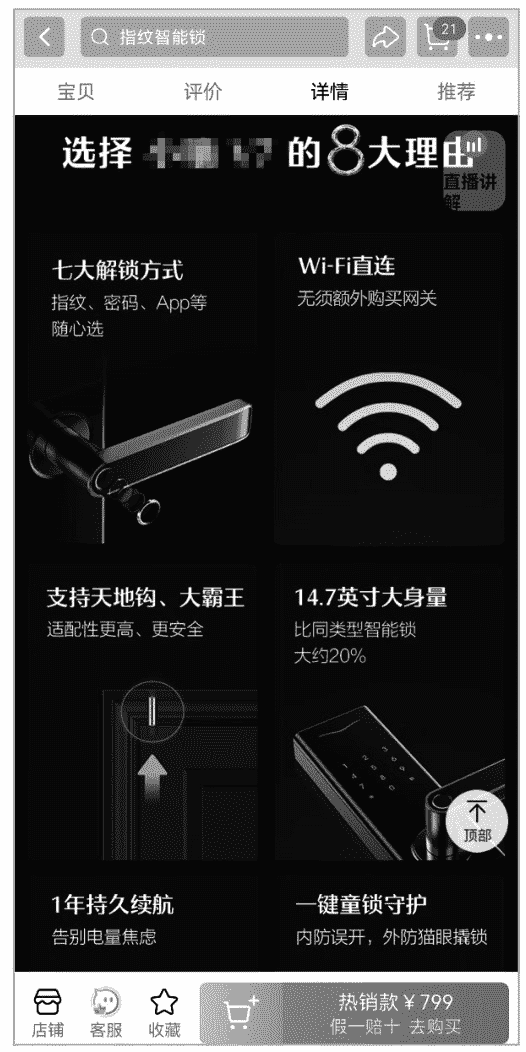 指纹智能锁
21
宝贝 评价 详情 推荐
选择 的8大理由
直播讲解
七大解锁方式
指纹、密码、App等
随心选
Wi-Fi直连
无须额外购买网关
支持天地钩、大霸王
适配性更高、更安全
14.7英寸大身量
比同类型智能锁
大约20%
顶部
1年持久续航
告别电量焦虑
一键童锁守护
内防误开，外防猫眼撬锁
店铺 客服 收藏
热销款￥799
假一赔十 去购买